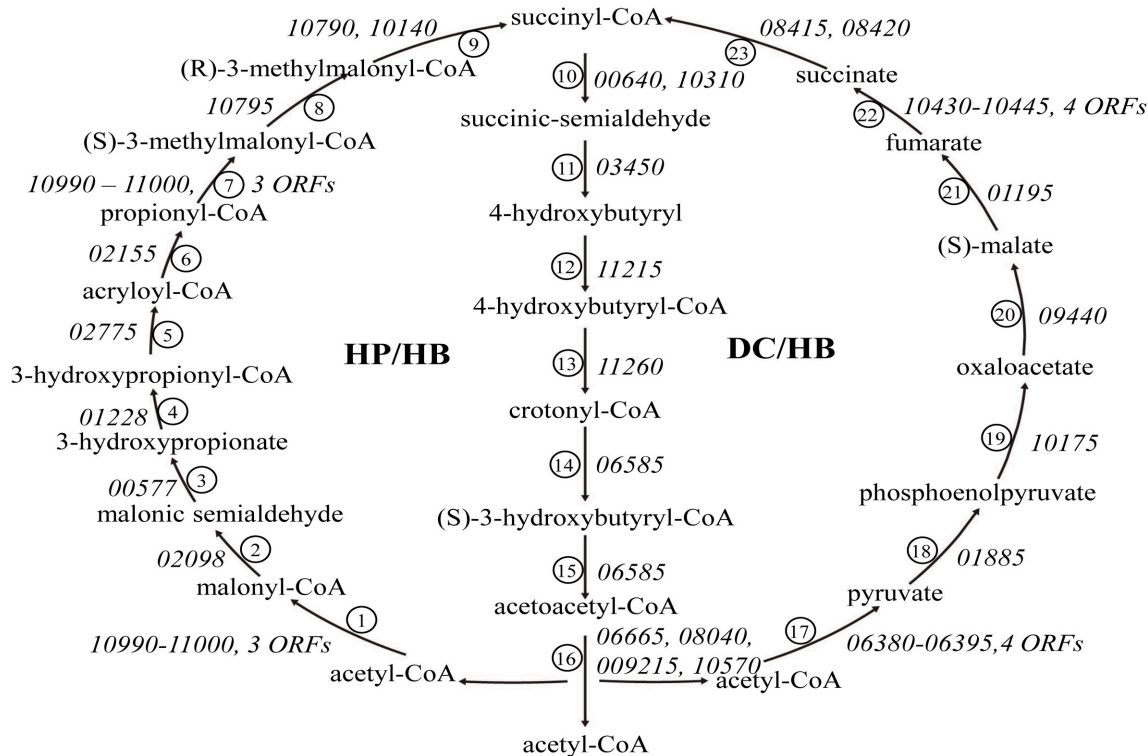 succinyl-CoA
10790, 10140
9
08415, 08420
23
(R)-3-methylmalonyl-CoA
10
00640, 10310
succinate
10795
8
succinic-semialdehyde
22
10430-10445, 4 ORFs
(S)-3-methylmalonyl-CoA
fumarate
10990 – 11000,
7
3 ORFs
11
03450
21
01195
propionyl-CoA
4-hydroxybutyryl
02155
6
12
11215
(S)-malate
acryloyl-CoA
4-hydroxybutyryl-CoA
20
09440
02775
5
HP/HB
13
11260
DC/HB
3-hydroxypropionyl-CoA
oxaloacetate
01228
4
crotonyl-CoA
3-hydroxypropionate
14
06585
19
10175
00577
3
phosphoenolpyruvate
malonic semialdehyde
(S)-3-hydroxybutyryl-CoA
02098
2
15
06585
18
01885
malonyl-CoA
acetoacetyl-CoA
pyruvate
1
10990-11000, 3 ORFs
16
06665, 08040,
009215, 10570
17
06380-06395,4 ORFs
acetyl-CoA
acetyl-CoA
acetyl-CoA